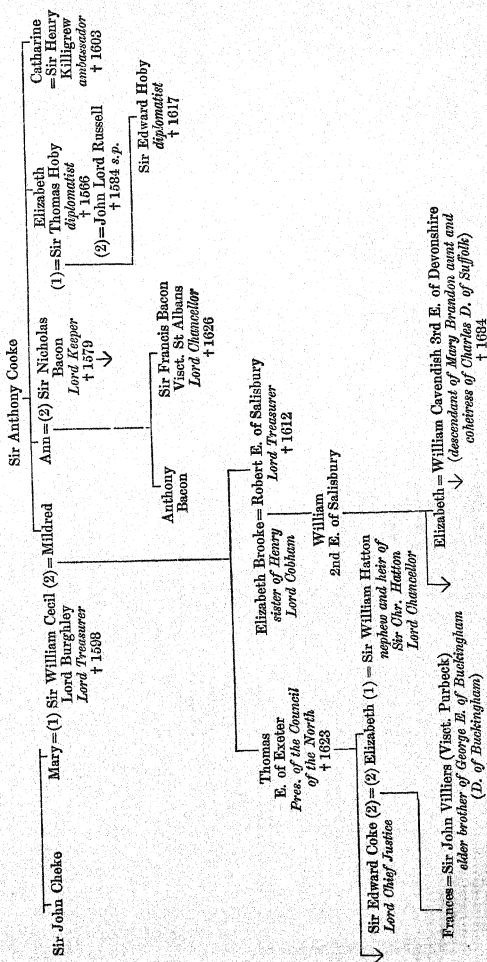 Sir Anthony Cooke
Sir John Cheke
Mary = (1) Sir William Cecil (2) = Mildred
Lord Burghley
Lord Treasurer
† 1598
Ann = (2) Sir Nicholas
Bacon
Lord Keeper
† 1579
Elizabeth
(1) = Sir Thomas Hoby
diplomatist
† 1566
(2) = John Lord Russell
† 1584 s.p.
Catharine
= Sir Henry
Killigrew
ambassador
† 1603
Anthony
Bacon
Sir Francis Bacon
Visct. St Albans
Lord Chancellor
† 1626
Sir Edward Hoby
diplomatist
† 1617
Thomas
E. of Exeter
Pres. of the Council
of the North
† 1623
Elizabeth Brooke = Robert E. of Salisbury
sister of Henry
Lord Cobham
Lord Treasurer
† 1612
William
2nd E. of Salisbury
Sir Edward Coke (2) = (2) Elizabeth (1) = Sir William Hatton
Lord Chief Justice
nephew and heir of
Sir Chr. Hatton
Lord Chancellor
Elizabeth = William Cavendish 3rd E. of Devonshire
(descendant of Mary Brandon aunt and
coheiress of Charles D. of Suffolk)
† 1684
Frances = Sir John Villiers (Visct. Purbeck)
elder brother of George E. of Buckingham
(D. of Buckingham)